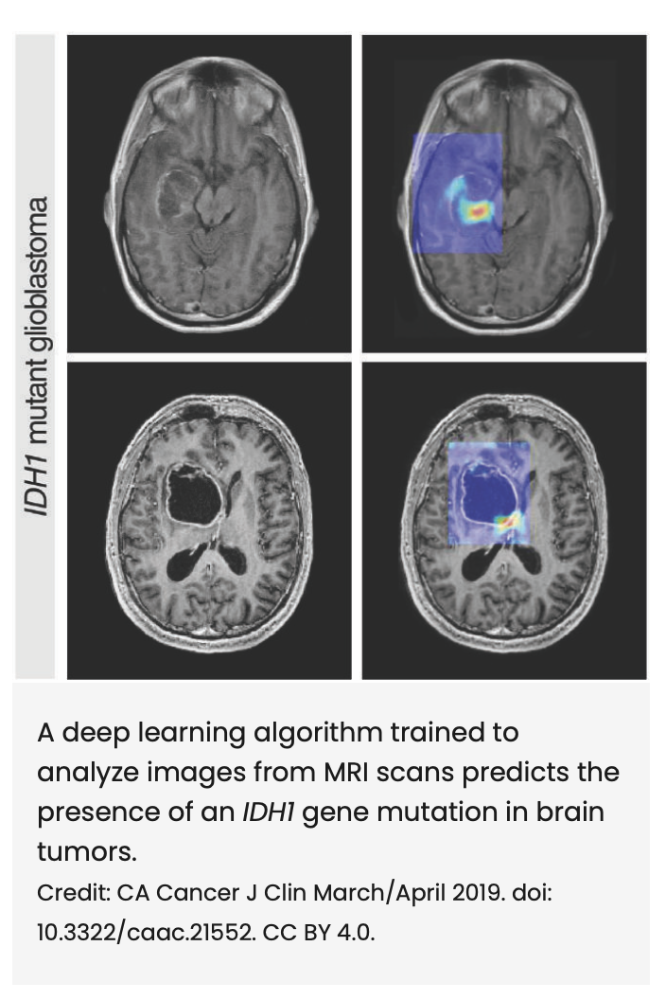 IDH1 mutant glioblastoma
A deep learning algorithm trained to
analyze images from MRI scans predicts the
presence of an IDH1 gene mutation in brain
tumors.
Credit: CA Cancer J Clin March/April 2019. doi:
10.3322/caac.21552. CC BY 4.0.